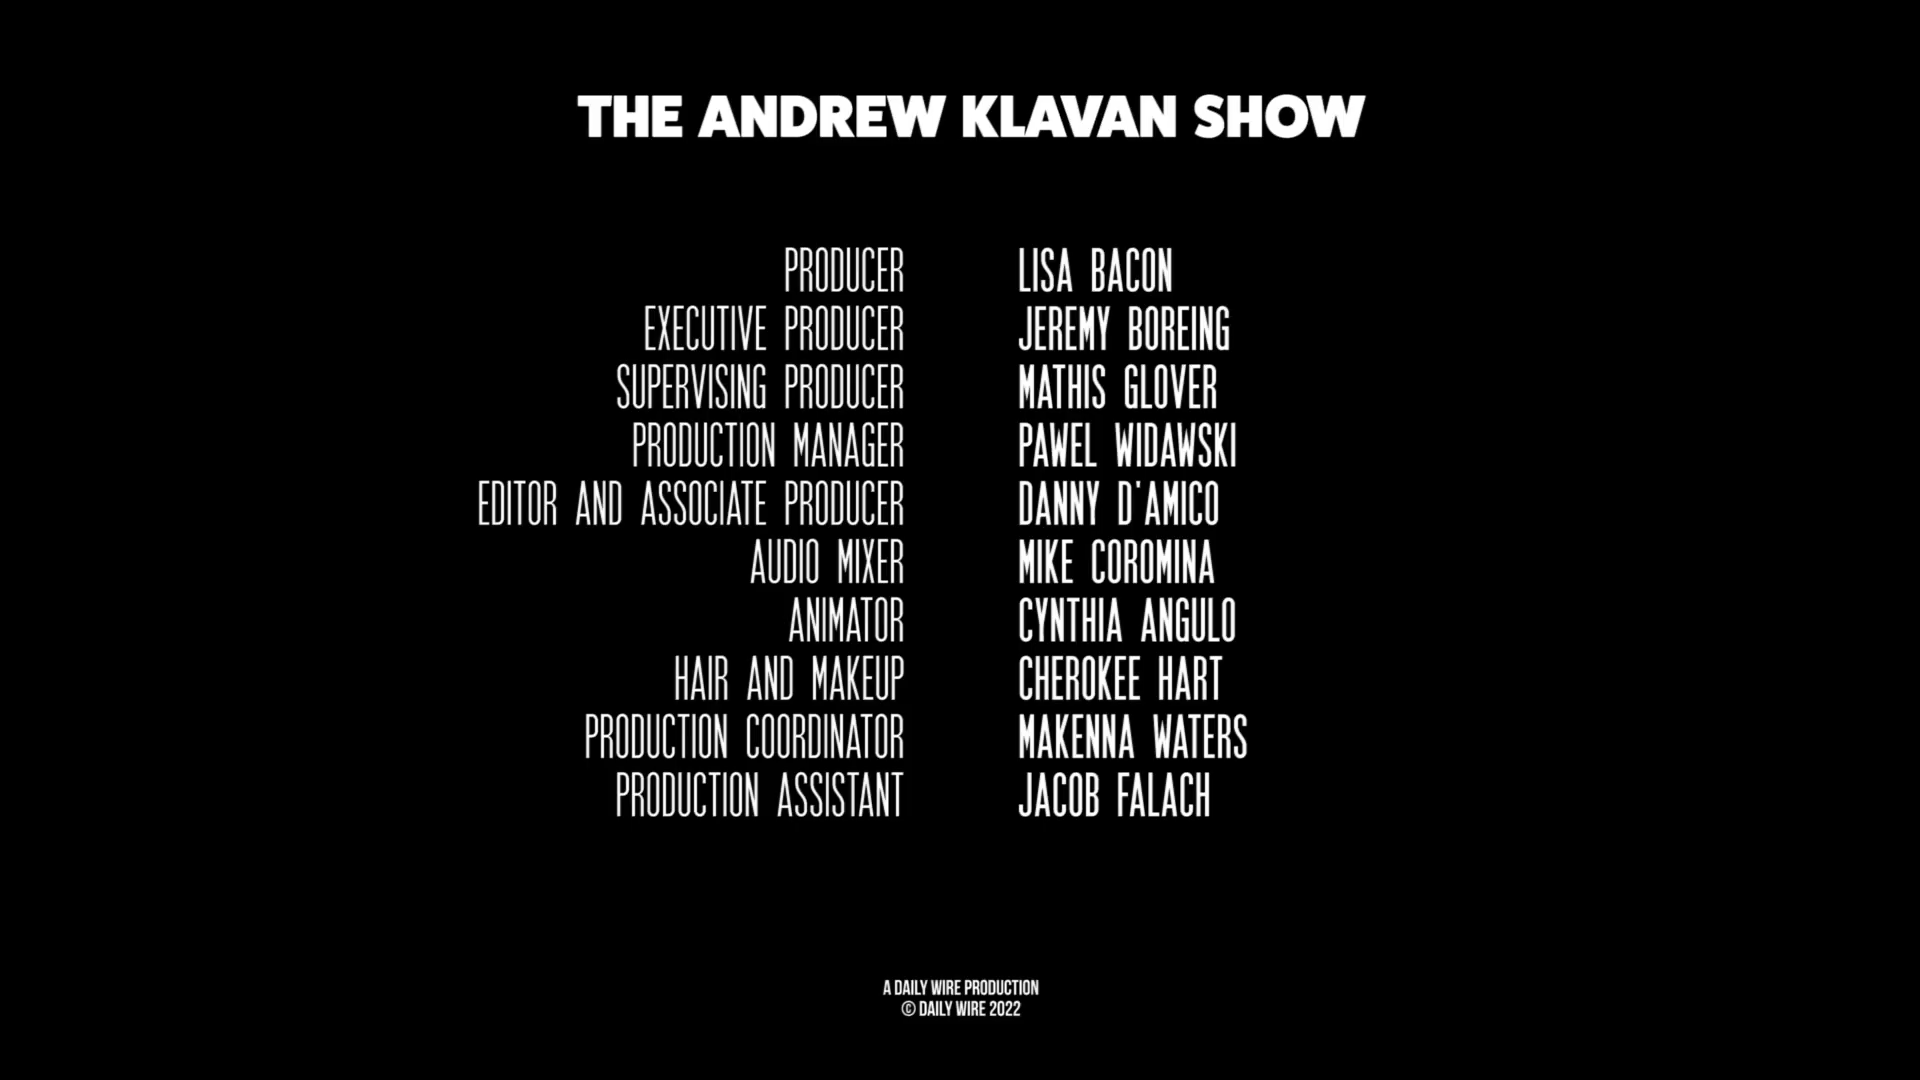 THE ANDREW KLAVAN SHOW
PRODUCER LISA BACON
EXECUTIVE PRODUCER JEREMY BOREING
SUPERVISING PRODUCER MATHIS GLOVER
PRODUCTION MANAGER PAWEL WIDAWSKI
EDITOR AND ASSOCIATE PRODUCER DANNY D'AMICO
AUDIO MIXER MIKE COROMINA
ANIMATOR CYNTHIA ANGULO
HAIR AND MAKEUP CHEROKEE HART
PRODUCTION COORDINATOR MAKENNA WATERS
PRODUCTION ASSISTANT JACOB FALACH
A DAILY WIRE PRODUCTION
© DAILY WIRE 2022